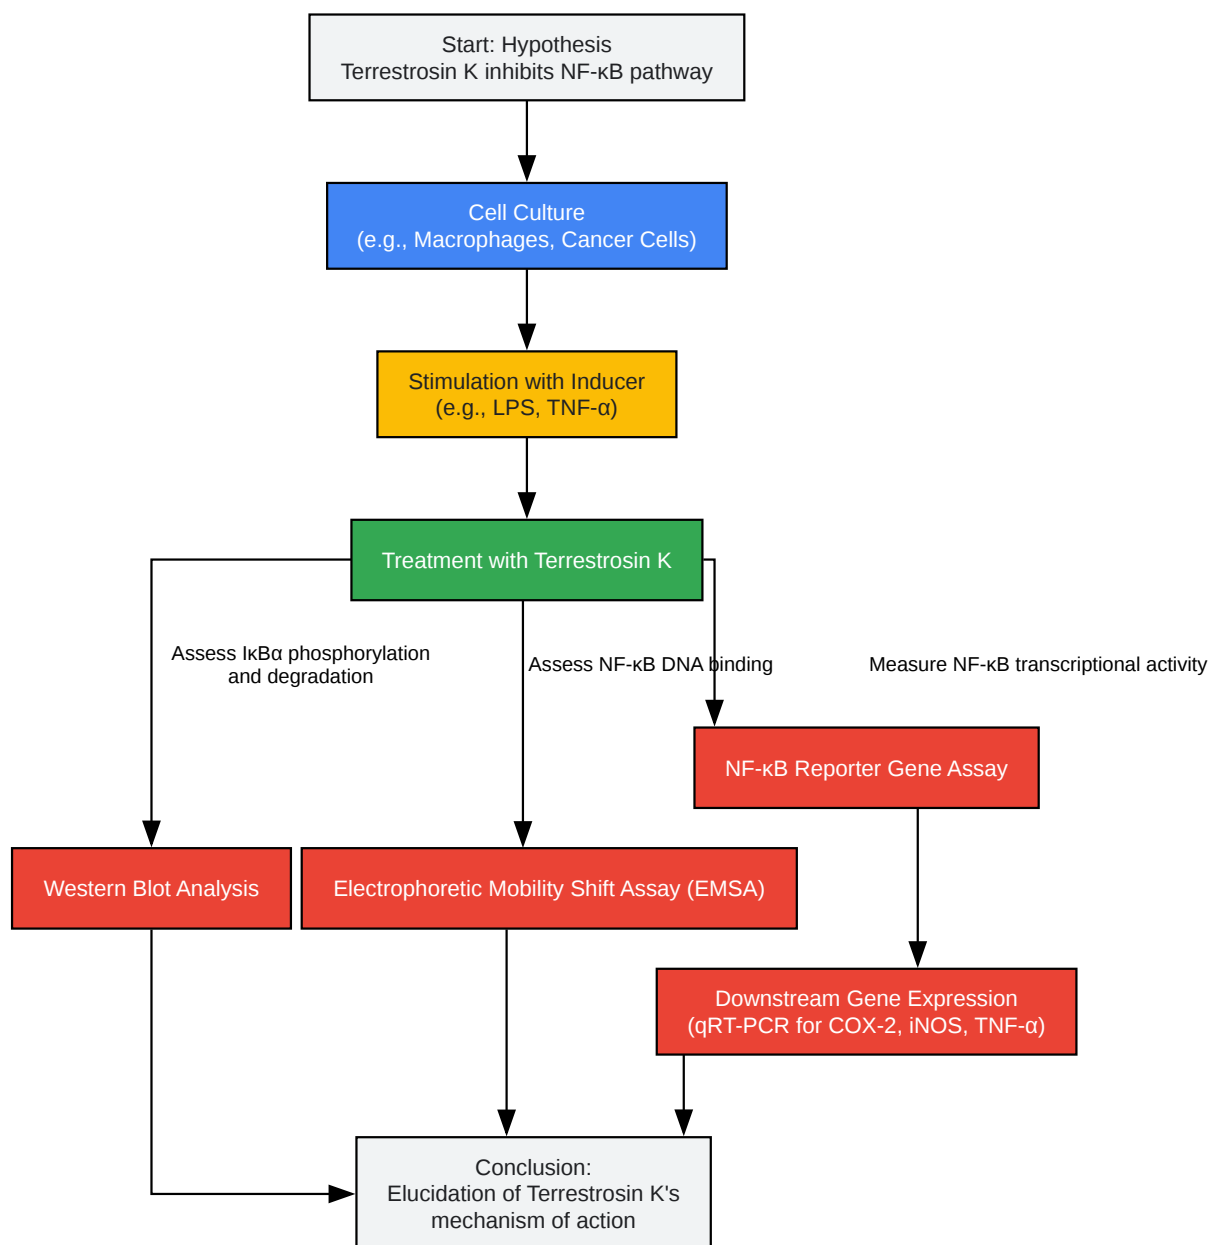 Start: Hypothesis
Terrestrosin K inhibits NF-κB pathway
Cell Culture
(e.g., Macrophages, Cancer Cells)
Stimulation with Inducer
(e.g., LPS, TNF-α)
Treatment with Terrestrosin K
Assess IκBα phosphorylation
and degradation
Assess NF-κB DNA binding
Measure NF-κB transcriptional activity
NF-κB Reporter Gene Assay
Western Blot Analysis
Electrophoretic Mobility Shift Assay (EMSA)
Downstream Gene Expression
(qRT-PCR for COX-2, iNOS, TNF-α)
Conclusion:
Elucidation of Terrestrosin K's
mechanism of action